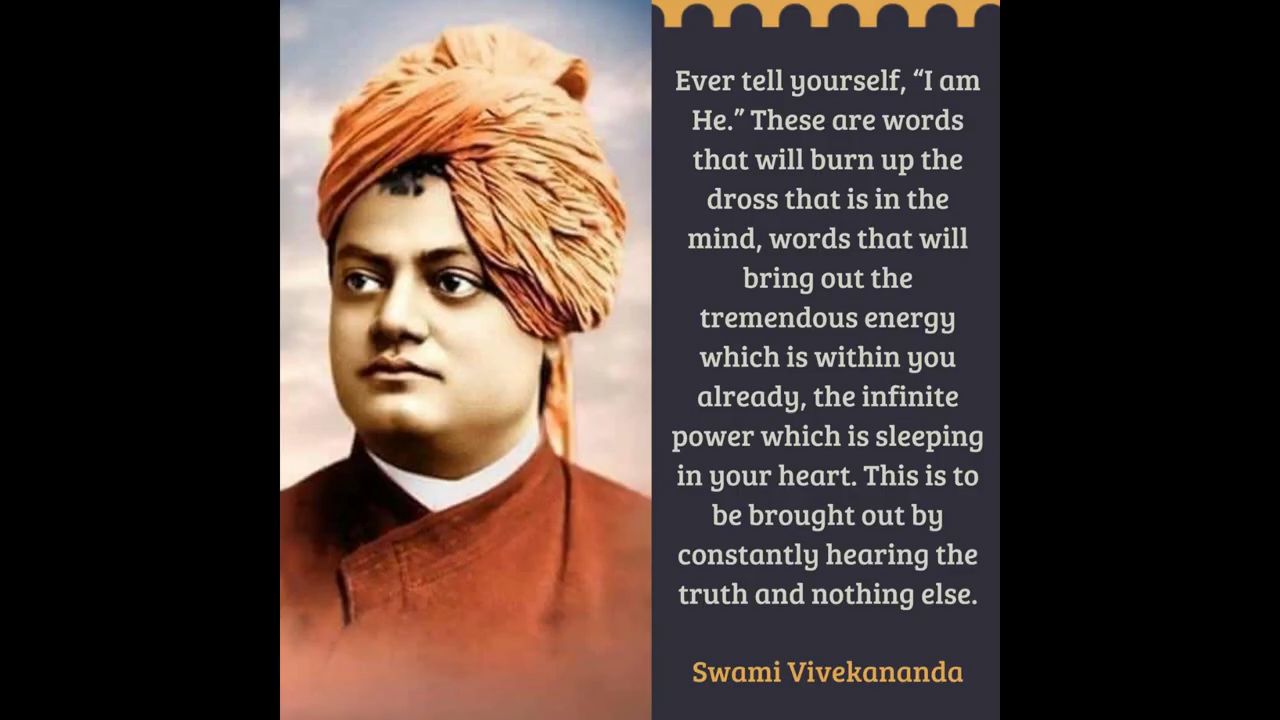 Ever tell yourself, “I am
He.” These are words
that will burn up the
dross that is in the
mind, words that will
bring out the
tremendous energy
which is within you
already, the infinite
power which is sleeping
in your heart. This is to
be brought out by
constantly hearing the
truth and nothing else.
Swami Vivekananda